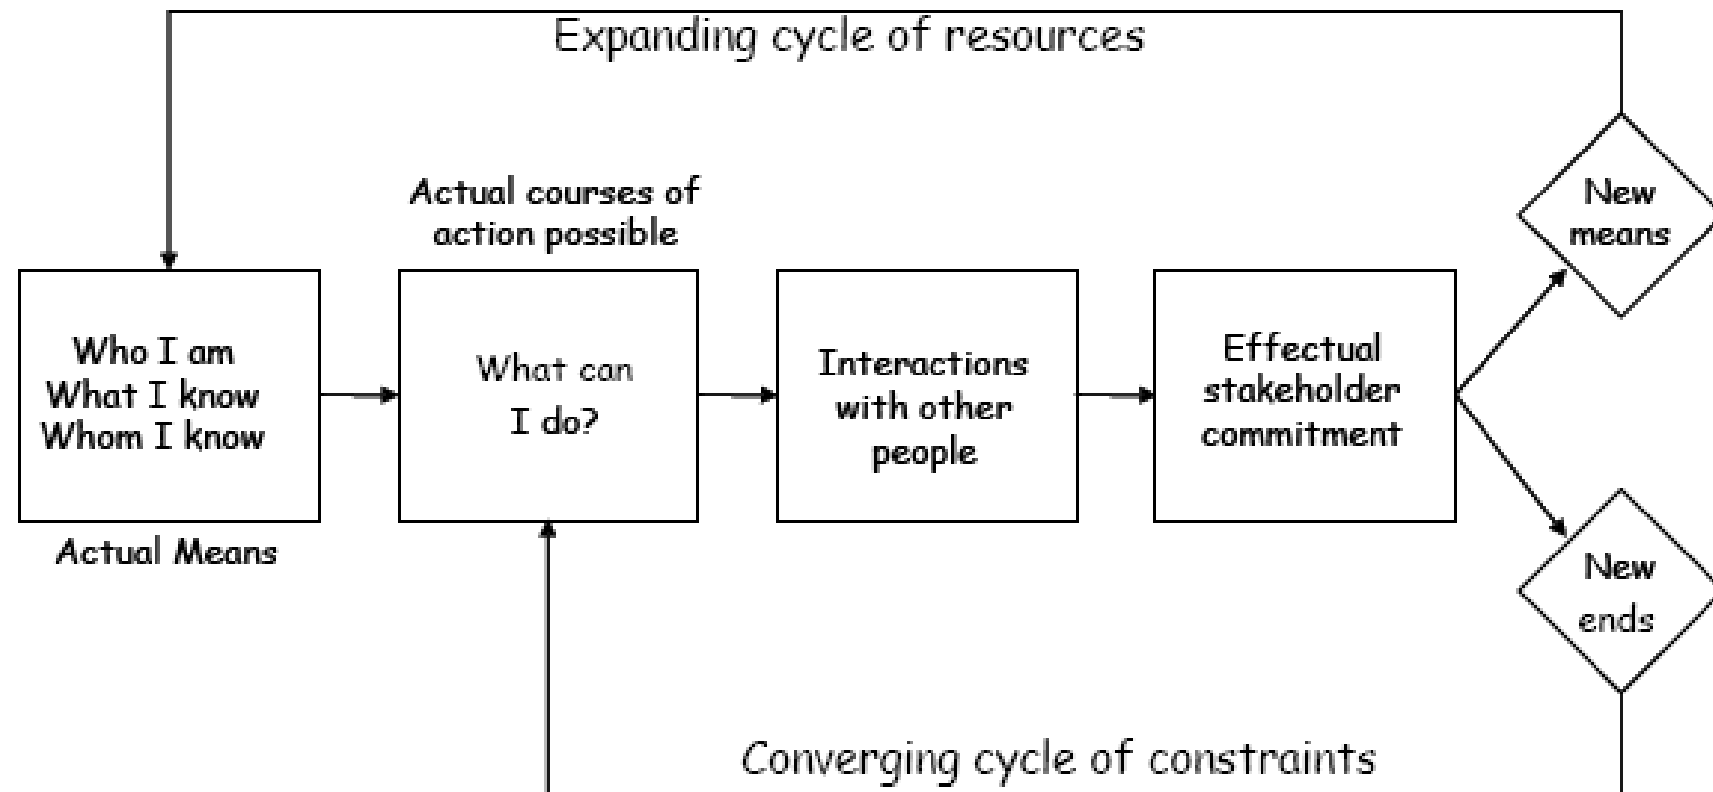 Expanding cycle of resources
Actual courses of
action possible
New
means
Who I am
What I know
Whom I know
What can
I do?
Interactions
with other
people
Effectual
stakeholder
commitment
Actual Means
New
ends
Converging cycle of constraints